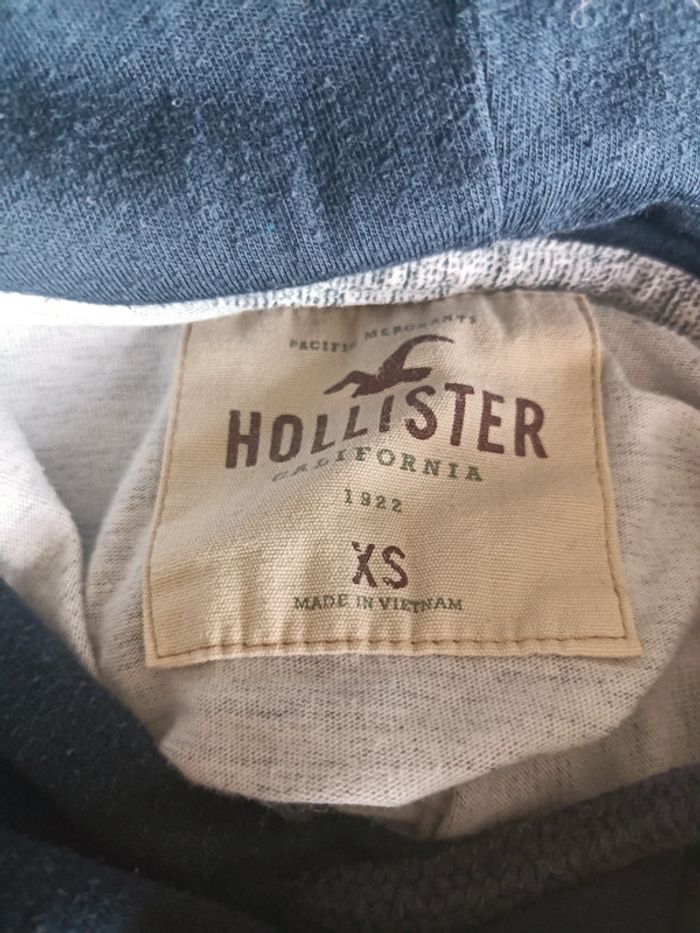 PACIFIC MERCHANTS
HOLLISTER
CALIFORNIA
1922
XS
MADE IN VIETNAM